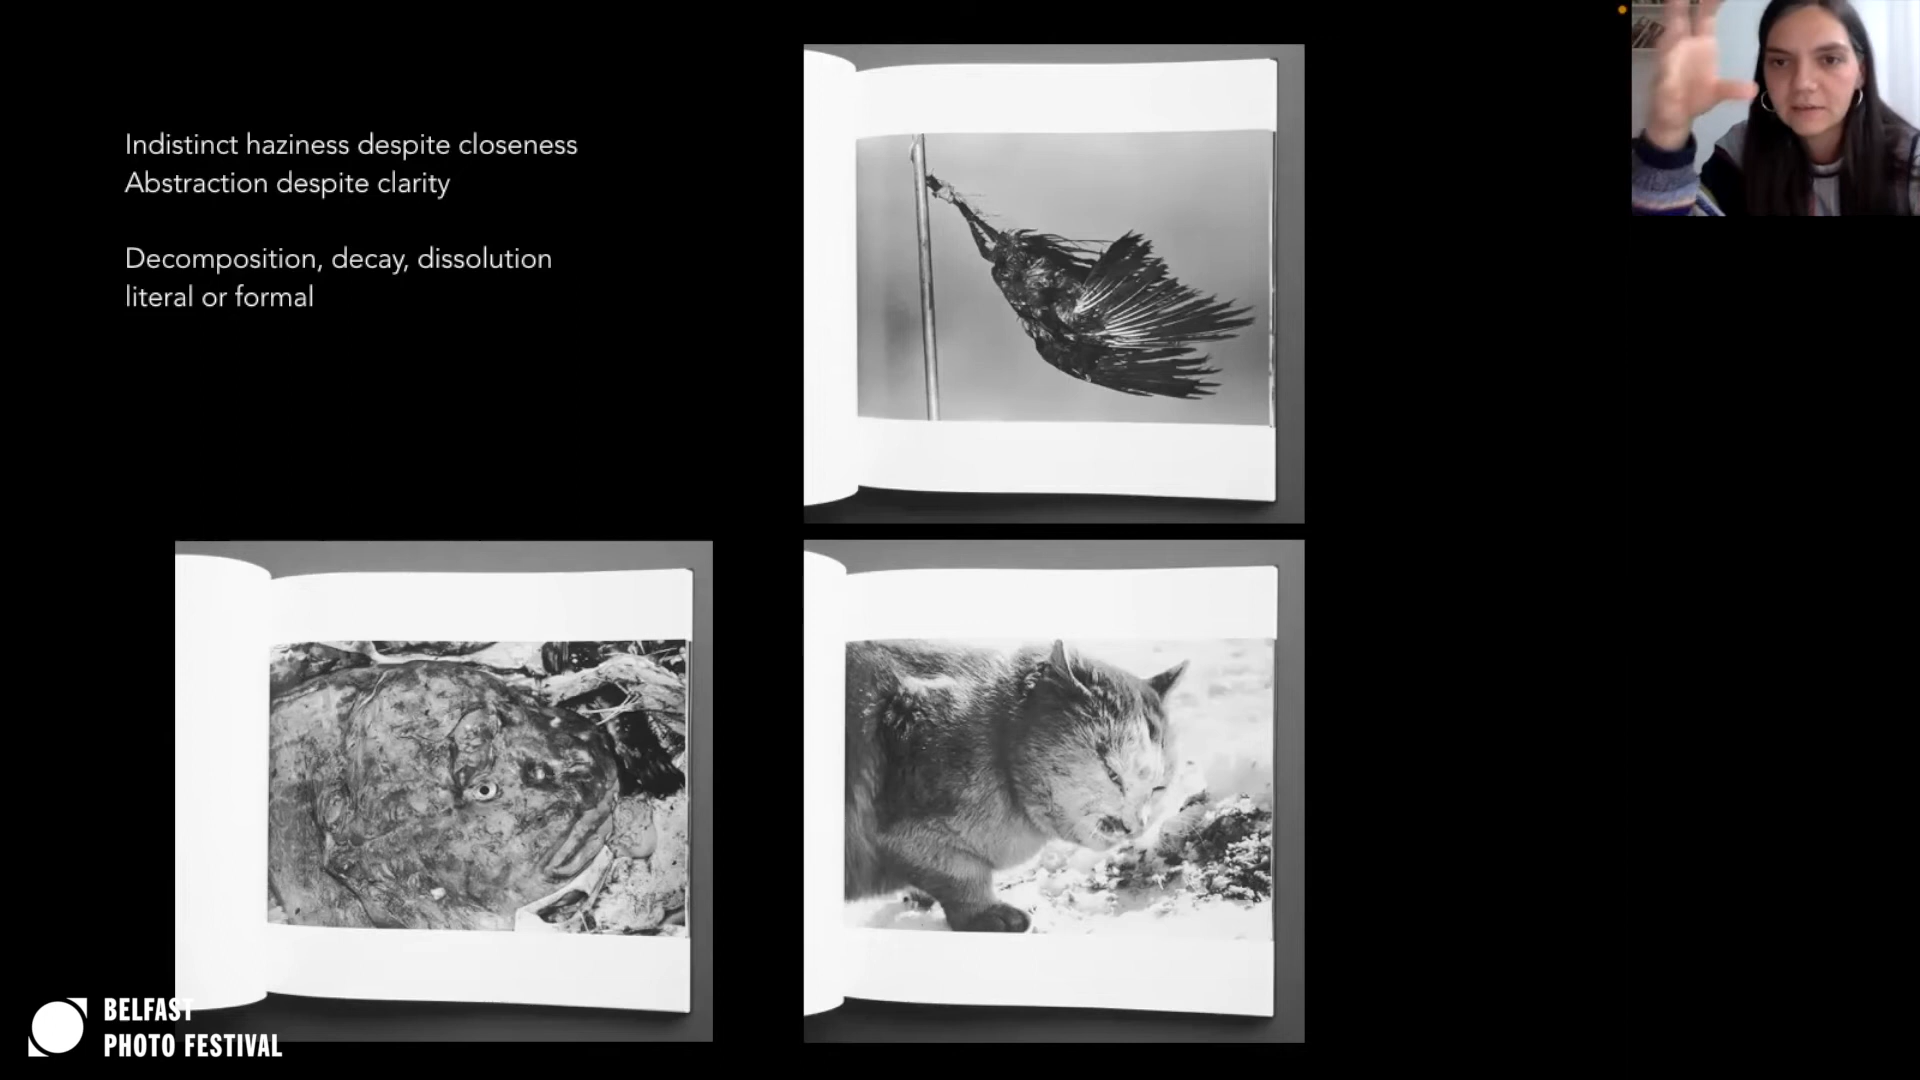 Indistinct haziness despite closeness
Abstraction despite clarity
Decomposition, decay, dissolution
literal or formal
BELFAST
PHOTO FESTIVAL